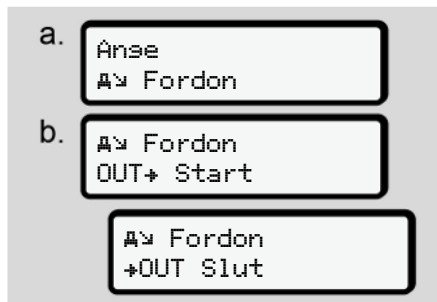 a.
Ange
Fordon
b.
Fordon
OUT→ Start
Fordon
→OUT Slut